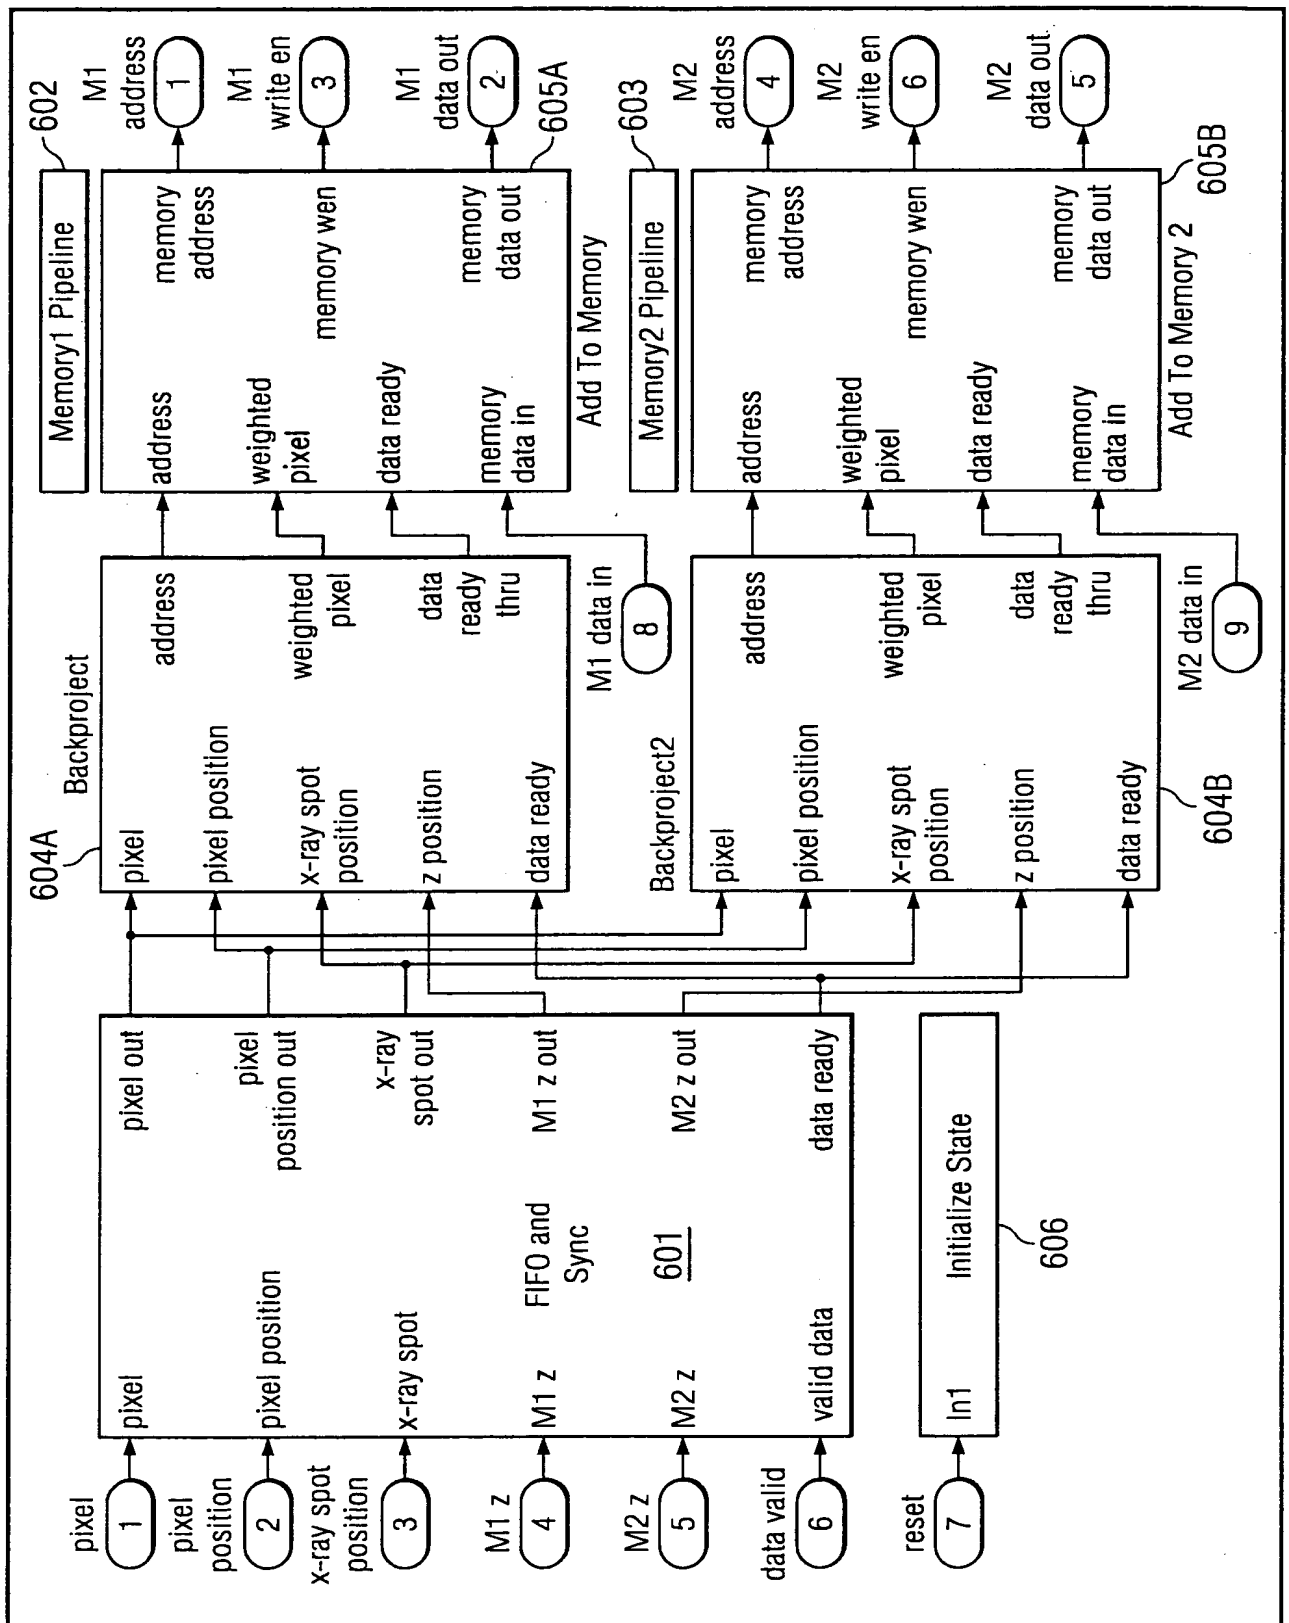 pixel
1
pixel
position
2
x-ray spot
position
3
M1 z
4
M2 z
5
data valid
6
reset
7
pixel
pixel position
x-ray spot
M1 z
M2 z
valid data
FIFO and
Sync
601
pixel out
pixel
position out
x-ray
spot out
M1 z out
M2 z out
data ready
In1
Initialize State
606
604A
Backproject
pixel
pixel position
x-ray spot
position
z position
data ready
address
weighted
pixel
data
ready
thru
M1 data in
8
Backproject2
pixel
pixel position
x-ray spot
position
z position
data ready
604B
address
weighted
pixel
data
ready
thru
M2 data in
9
Memory1 Pipeline
602
address
weighted
pixel
data ready
memory
data in
memory
address
memory wen
memory
data out
Add To Memory
605A
M1
address
1
M1
write en
3
M1
data out
2
Memory2 Pipeline
603
address
weighted
pixel
data ready
memory
data in
memory
address
memory wen
memory
data out
Add To Memory 2
605B
M2
address
4
M2
write en
6
M2
data out
5